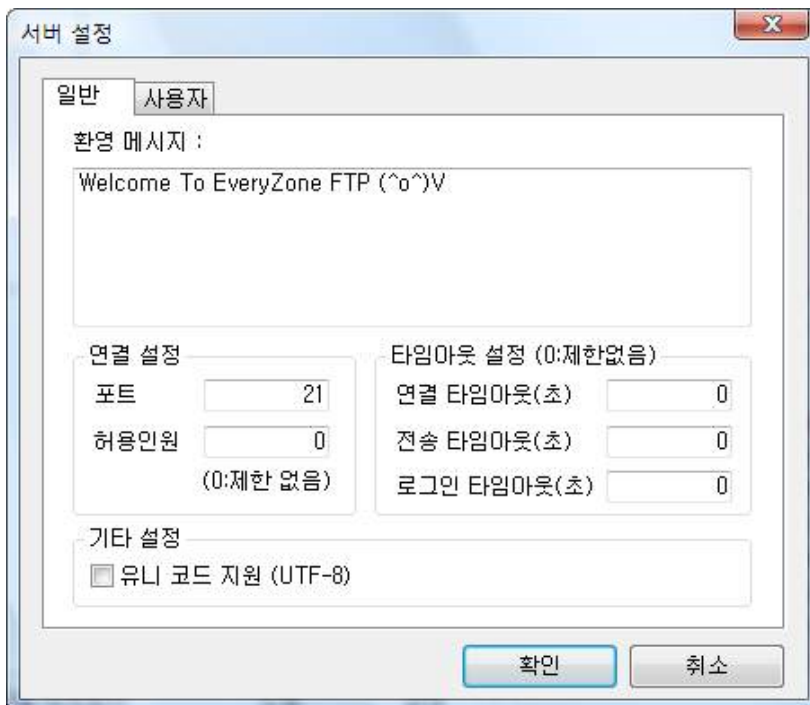 서버 설정
일반 사용자
환영 메시지 :
Welcome To EveryZone FTP (^o^)V
연결 설정
포트 21
허용인원 0
(0:제한 없음)
타임아웃 설정 (0:제한없음)
연결 타임아웃(초) 0
전송 타임아웃(초) 0
로그인 타임아웃(초) 0
기타 설정
유니 코드 지원 (UTF-8)
확인 취소